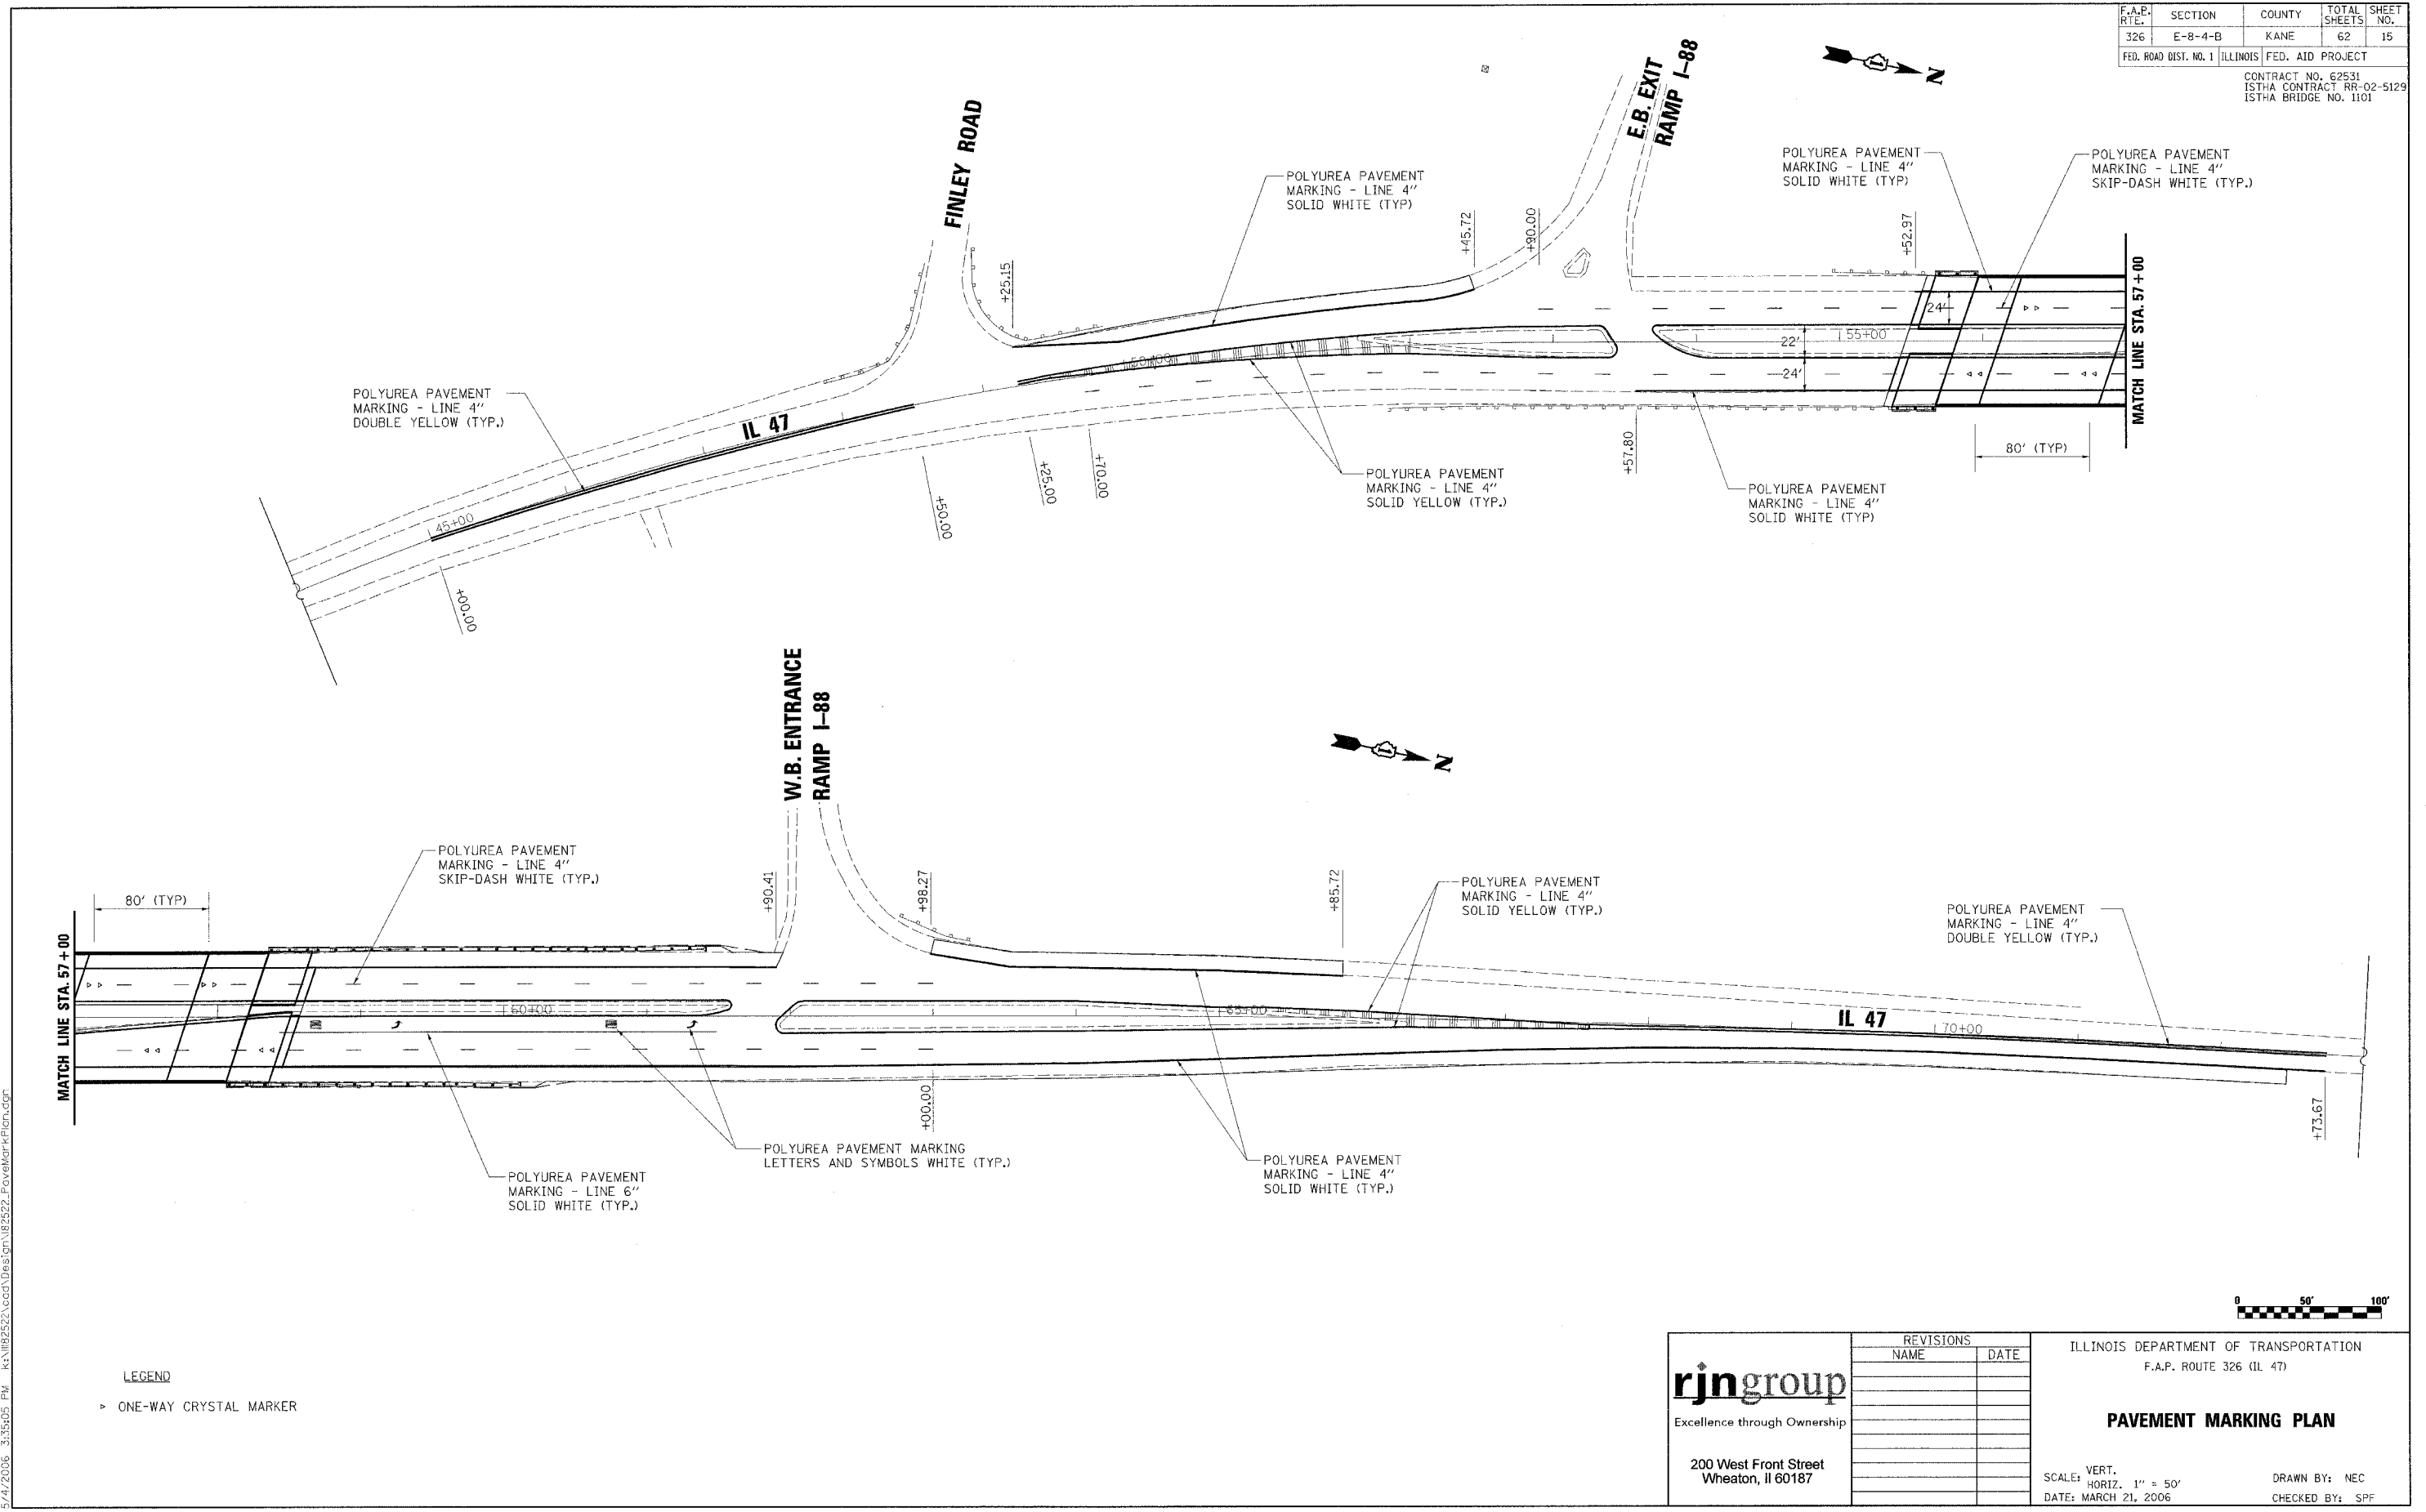 F.A.P. RTE. SECTION COUNTY TOTAL SHEETS SHEET NO.
326 E-8-4-B KANE 62 15
FED. ROAD DIST. NO. 1 ILLINOIS FED. AID PROJECT
CONTRACT NO. 62531
ISTHA CONTRACT RR-02-5129
ISTHA BRIDGE NO. 1101
N
FINLEY ROAD
E.B. EXIT
RAMP I-88
POLYUREA PAVEMENT
MARKING - LINE 4"
SOLID WHITE (TYP)
POLYUREA PAVEMENT
MARKING - LINE 4"
SOLID WHITE (TYP)
POLYUREA PAVEMENT
MARKING - LINE 4"
SKIP-DASH WHITE (TYP.)
+25.15
+45.72
+90.00
+52.97
MATCH LINE STA. 57+00
24'
22'
24'
55+00
50+00
POLYUREA PAVEMENT
MARKING - LINE 4"
DOUBLE YELLOW (TYP.)
IL 47
45+00
+00.00
+50.00
+25.00
+70.00
+57.80
80' (TYP)
POLYUREA PAVEMENT
MARKING - LINE 4"
SOLID YELLOW (TYP.)
POLYUREA PAVEMENT
MARKING - LINE 4"
SOLID WHITE (TYP)
W.B. ENTRANCE
RAMP I-88
N
POLYUREA PAVEMENT
MARKING - LINE 4"
SKIP-DASH WHITE (TYP.)
80' (TYP)
+90.41
+98.27
+85.72
POLYUREA PAVEMENT
MARKING - LINE 4"
SOLID YELLOW (TYP.)
POLYUREA PAVEMENT
MARKING - LINE 4"
DOUBLE YELLOW (TYP.)
MATCH LINE STA. 57+00
60+00
65+00
IL 47
70+00
+00.00
+73.67
POLYUREA PAVEMENT MARKING
LETTERS AND SYMBOLS WHITE (TYP.)
POLYUREA PAVEMENT
MARKING - LINE 6"
SOLID WHITE (TYP.)
POLYUREA PAVEMENT
MARKING - LINE 4"
SOLID WHITE (TYP.)
LEGEND
ONE-WAY CRYSTAL MARKER
0 50' 100'
rjngroup
Excellence through Ownership
200 West Front Street
Wheaton, Il 60187
REVISIONS
NAME DATE
ILLINOIS DEPARTMENT OF TRANSPORTATION
F.A.P. ROUTE 326 (IL 47)
PAVEMENT MARKING PLAN
SCALE: VERT.
HORIZ. 1" = 50'
DATE: MARCH 21, 2006
DRAWN BY: NEC
CHECKED BY: SPF
5/4/2006 3:35:05 PM